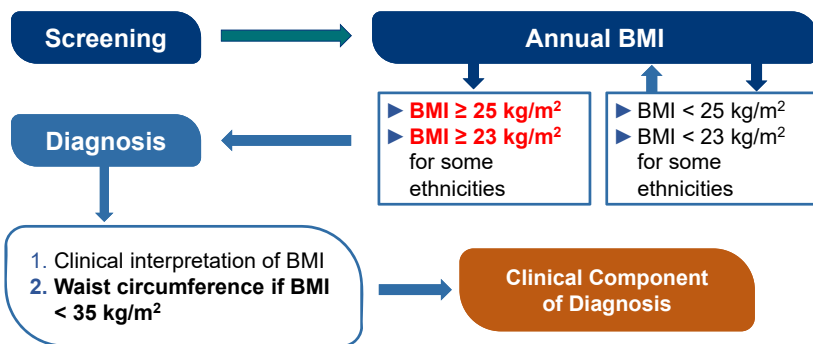 Screening
Annual BMI
► BMI ≥ 25 kg/m²
► BMI ≥ 23 kg/m²
for some
ethnicities
► BMI < 25 kg/m²
► BMI < 23 kg/m²
for some
ethnicities
Diagnosis
1. Clinical interpretation of BMI
2. Waist circumference if BMI
< 35 kg/m²
Clinical Component
of Diagnosis